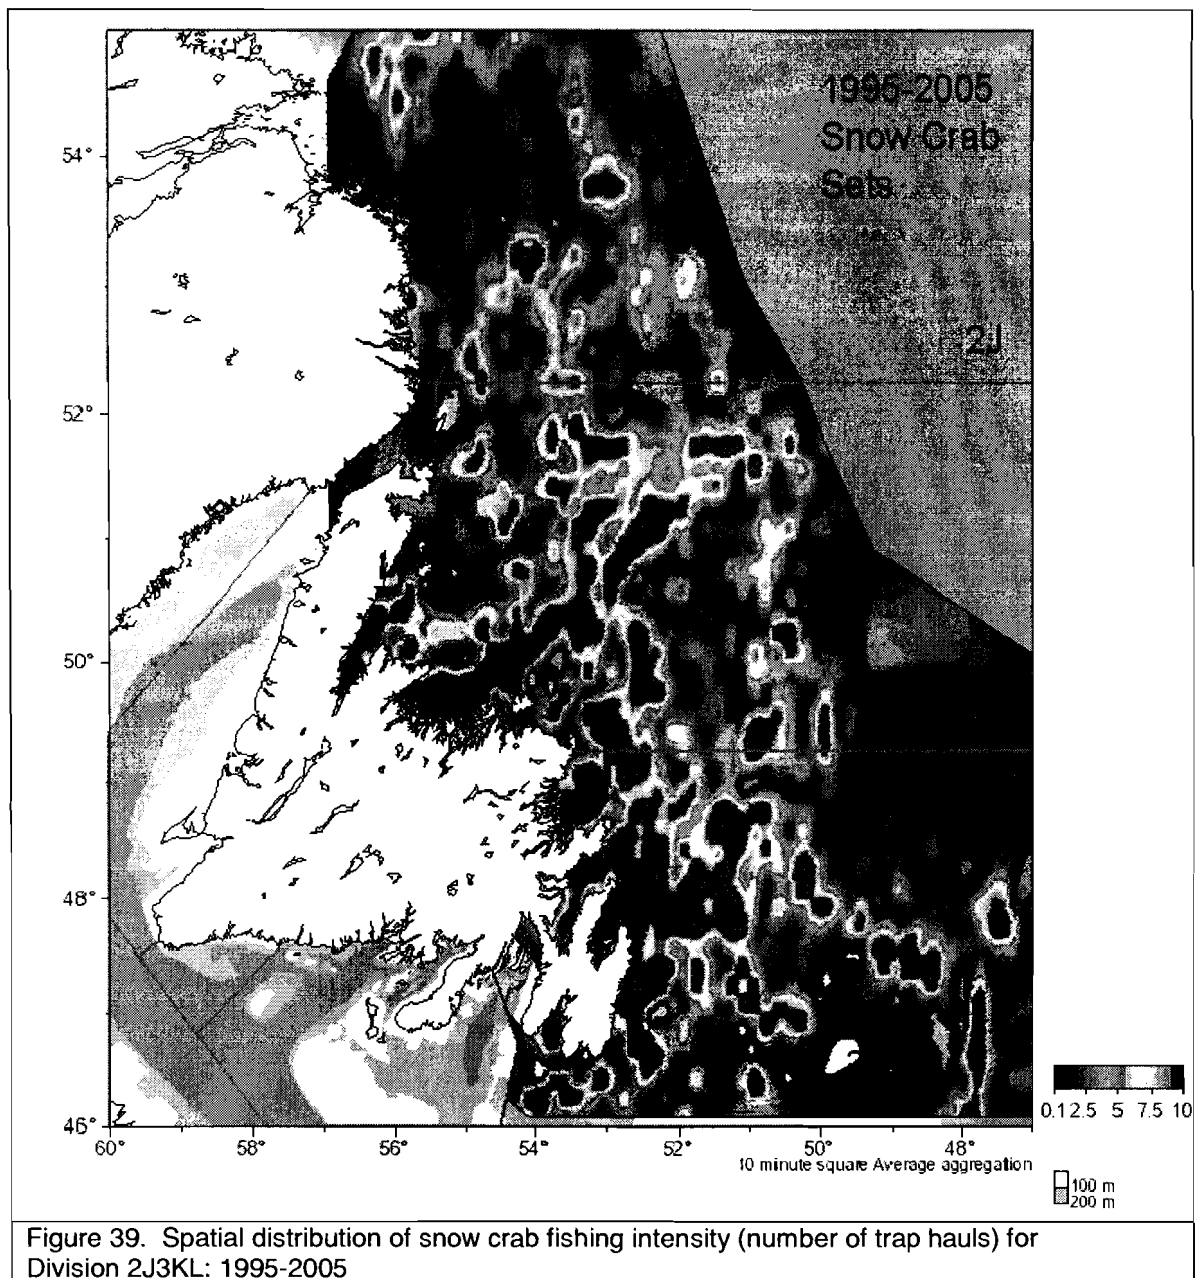 1995-2005
Snow Crab
Sets
54°
2J
52°
50°
48°
46°
60
58°
56°
54°
52°
50°
48°
0.1 2.5 5 7.5 10
10 minute square Average aggregation
100 m
200 m
Figure 39. Spatial distribution of snow crab fishing intensity (number of trap hauls) for
Division 2J3KL: 1995-2005